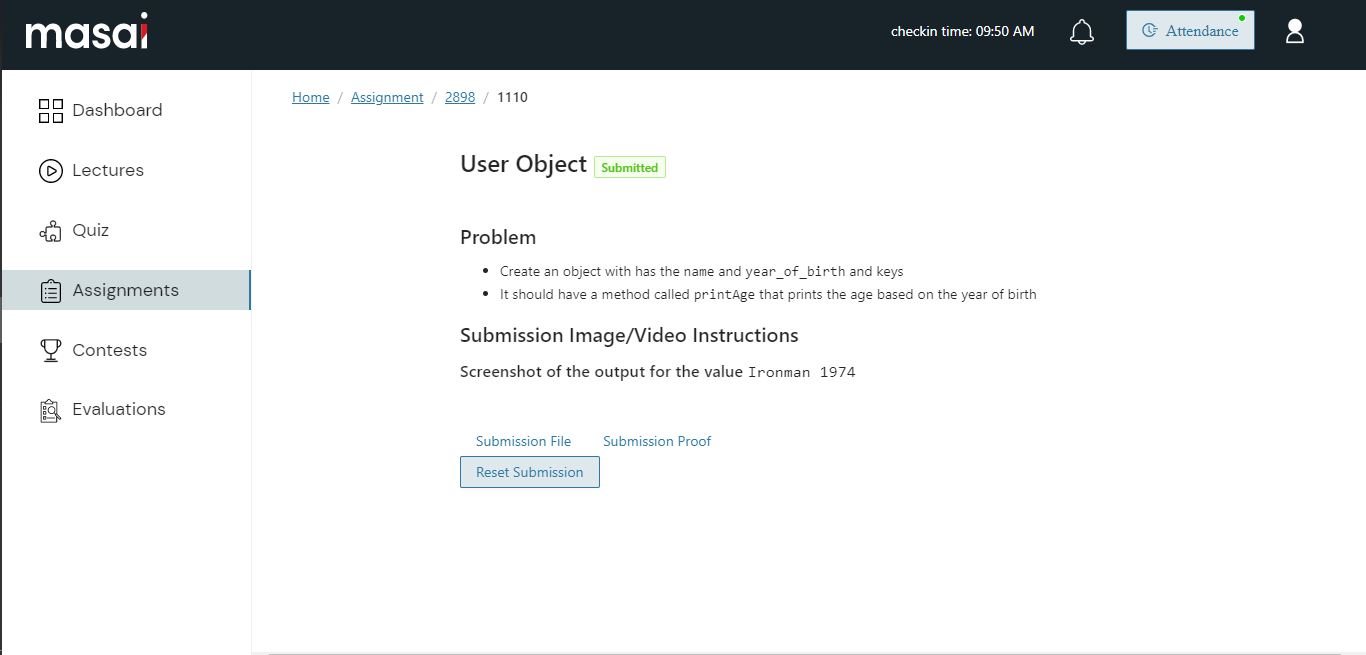 masai
checkin time: 09:50 AM
Attendance
Dashboard
Lectures
Quiz
Assignments
Contests
Evaluations
Home / Assignment / 2898 / 1110
User Object Submitted
Problem
Create an object with has the name and year_of_birth and keys
It should have a method called printAge that prints the age based on the year of birth
Submission Image/Video Instructions
Screenshot of the output for the value Ironman 1974
Submission File Submission Proof
Reset Submission